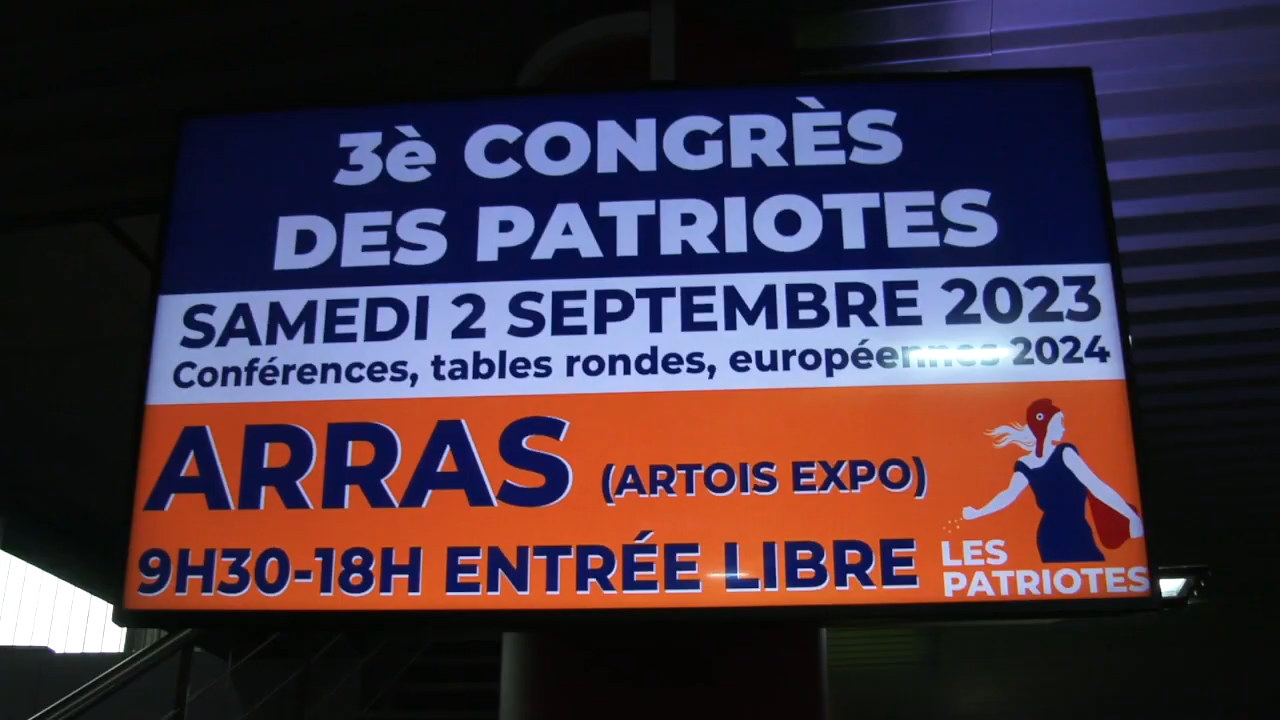 3è CONGRÈS
DES PATRIOTES
SAMEDI 2 SEPTEMBRE 2023
Conférences, tables rondes, européennes 2024
ARRAS (ARTOIS EXPO)
9H30-18H ENTRÉE LIBRE
LES
PATRIOTES